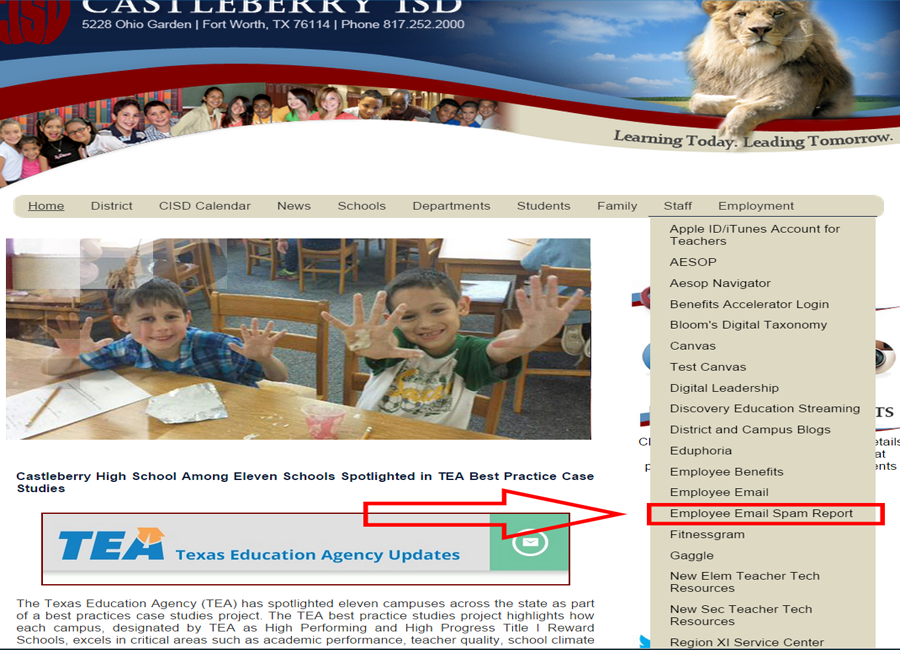 CASTLEBERRY ISD
5228 Ohio Garden | Fort Worth, TX 76114 | Phone 817.252.2000
Learning Today. Leading Tomorrow.
Home District CISD Calendar News Schools Departments Students Family Staff Employment
Apple ID/iTunes Account for
Teachers
AESOP
Aesop Navigator
Benefits Accelerator Login
Bloom's Digital Taxonomy
Canvas
Test Canvas
Digital Leadership
Discovery Education Streaming
District and Campus Blogs
Eduphoria
Employee Benefits
Employee Email
Employee Email Spam Report
Fitnessgram
Gaggle
New Elem Teacher Tech
Resources
New Sec Teacher Tech
Resources
Region XI Service Center
Castleberry High School Among Eleven Schools Spotlighted in TEA Best Practice Case
Studies
TEA Texas Education Agency Updates
The Texas Education Agency (TEA) has spotlighted eleven campuses across the state as part
of a best practices case studies project. The TEA best practice studies project highlights how
each campus, designated by TEA as High Performing and High Progress Title I Reward
Schools, excels in critical areas such as academic performance, teacher quality, school climate